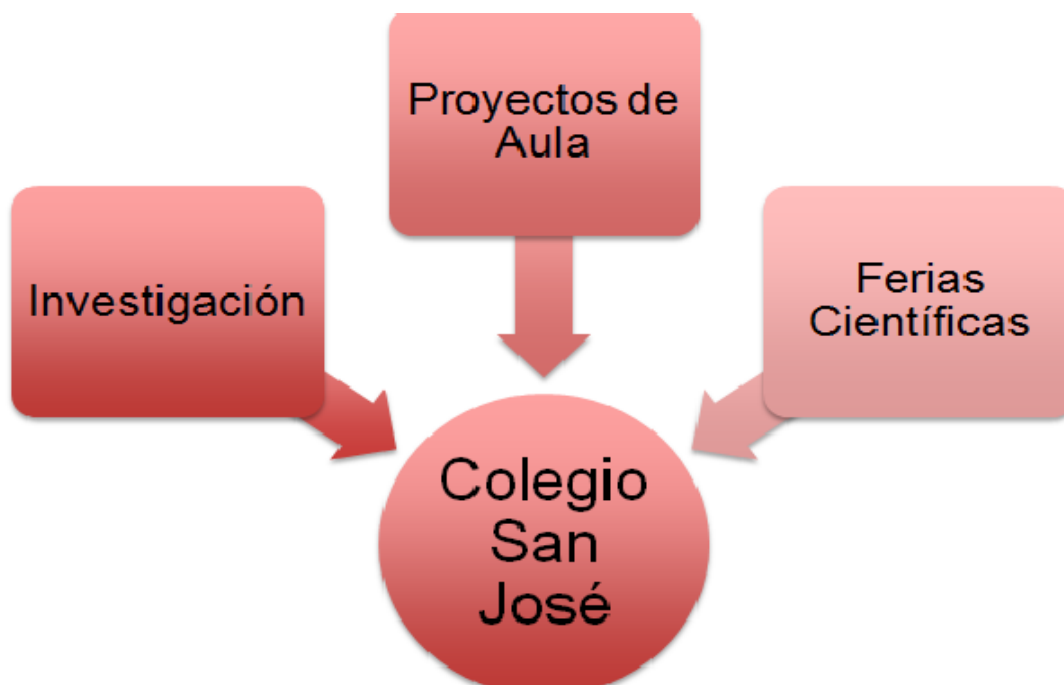 Proyectos de
Aula
Investigación
Ferias
Científicas
Colegio
San
José